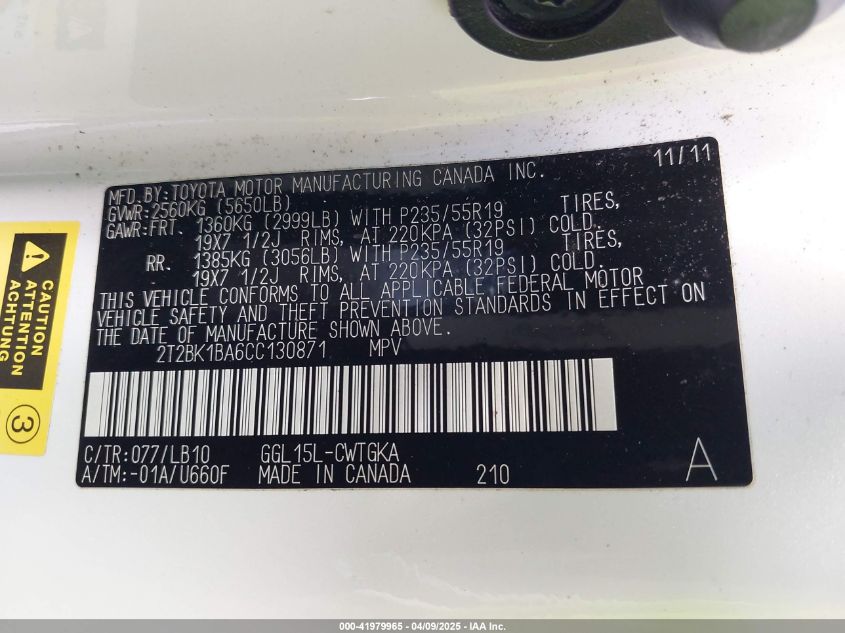 11/11
MFD.BY:TOYOTA MOTOR MANUFACTURING CANADA INC.
GVWR:2560KG (5650LB)
GAWR:FRT. 1360KG (2999LB) WITH P235/55R19 TIRES,
19X7 1/2J RIMS, AT 220KPA (32PSI) COLD.
RR. 1385KG (3056LB) WITH P235/55R19 TIRES,
19X7 1/2J RIMS, AT 220KPA (32PSI) COLD.
THIS VEHICLE CONFORMS TO ALL APPLICABLE FEDERAL MOTOR
VEHICLE SAFETY AND THEFT PREVENTION STANDARDS IN EFFECT ON
THE DATE OF MANUFACTURE SHOWN ABOVE.
2T2BK1BA6CC130871 MPV
C/TR:077/LB10 GGL15L-CWTGKA
A/TM:-01A/U660F MADE IN CANADA 210 A
CAUTION
ATTENTION
ACHTUNG
3
000-41979965 - 04/09/2025 - IAA Inc.